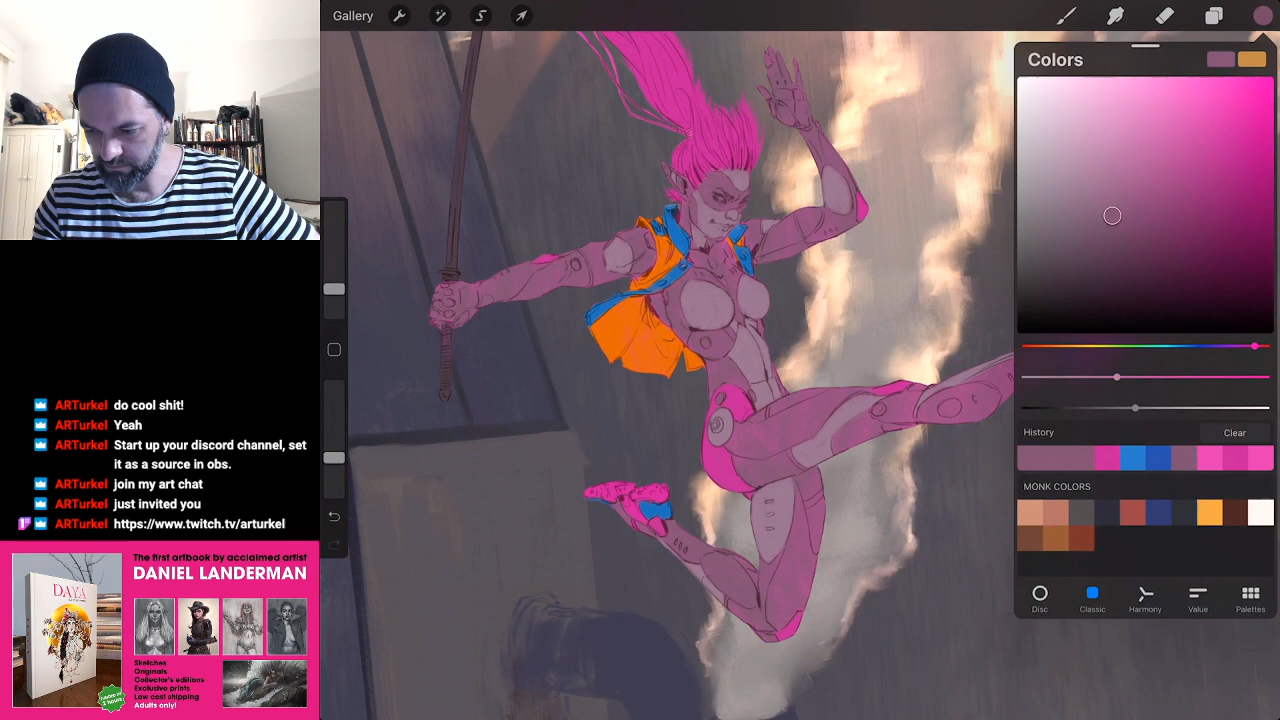 Gallery
Colors
History
Clear
MONK COLORS
Disc
Classic
Harmony
Value
Palettes
ARTurkel do cool shit!
ARTurkel Yeah
ARTurkel Start up your discord channel, set
it as a source in obs.
ARTurkel join my art chat
ARTurkel just invited you
ARTurkel https://www.twitch.tv/arturkel
The first artbook by acclaimed artist
DANIEL LANDERMAN
DAYA
Sketches
Originals
Collector's editions
Exclusive prints
Low cost shipping
Adults only!